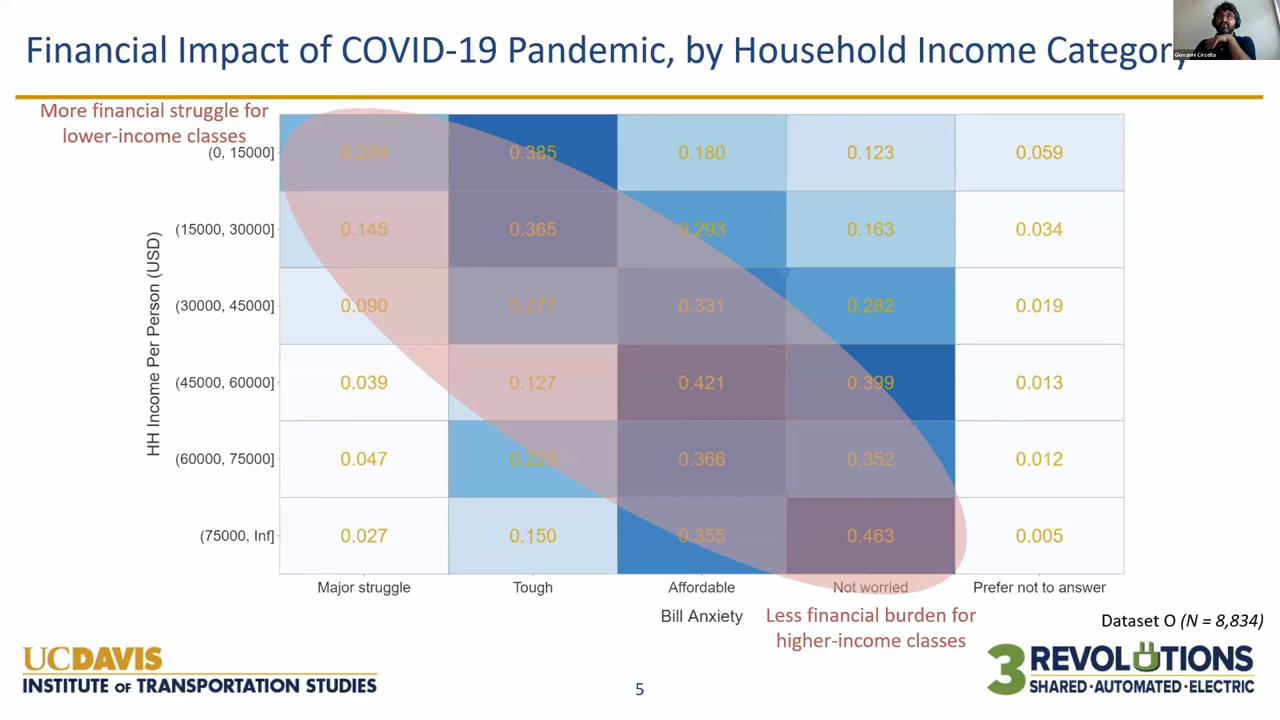 Financial Impact of COVID-19 Pandemic, by Household Income Category
Giovanni Circella
More financial struggle for
lower-income classes
HH Income Per Person (USD)
(0, 15000] 0.385 0.180 0.123 0.059
(15000, 30000] 0.145 0.365 0.293 0.163 0.034
(30000, 45000] 0.090 0.277 0.331 0.282 0.019
(45000, 60000] 0.039 0.127 0.421 0.399 0.013
(60000, 75000] 0.047 0.366 0.352 0.012
(75000, Inf] 0.027 0.150 0.355 0.463 0.005
Major struggle Tough Affordable Not worried Prefer not to answer
Bill Anxiety
Less financial burden for
higher-income classes
Dataset O (N = 8,834)
UCDAVIS
INSTITUTE OF TRANSPORTATION STUDIES
5
3 REVOLUTIONS
SHARED·AUTOMATED·ELECTRIC